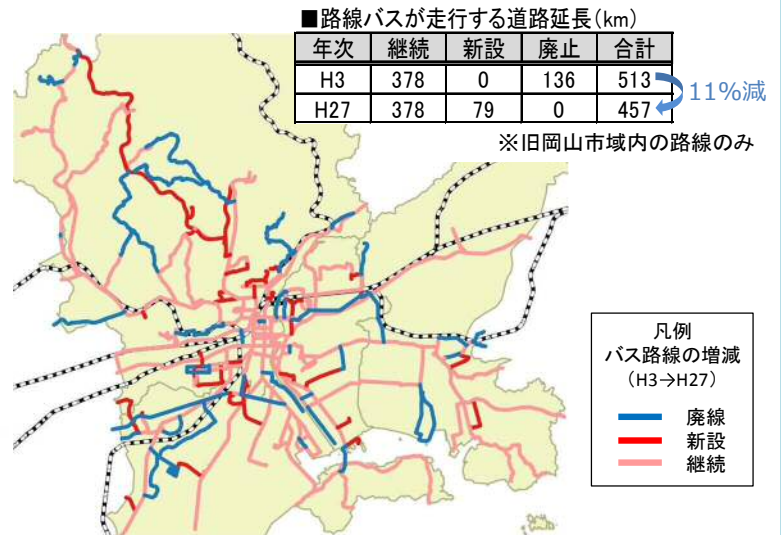 ■路線バスが走行する道路延長(km)
年次 継続 新設 廃止 合計
H3 378 0 136 513
H27 378 79 0 457
11%減
※旧岡山市域内の路線のみ
凡例
バス路線の増減
(H3→H27)
廃線
新設
継続